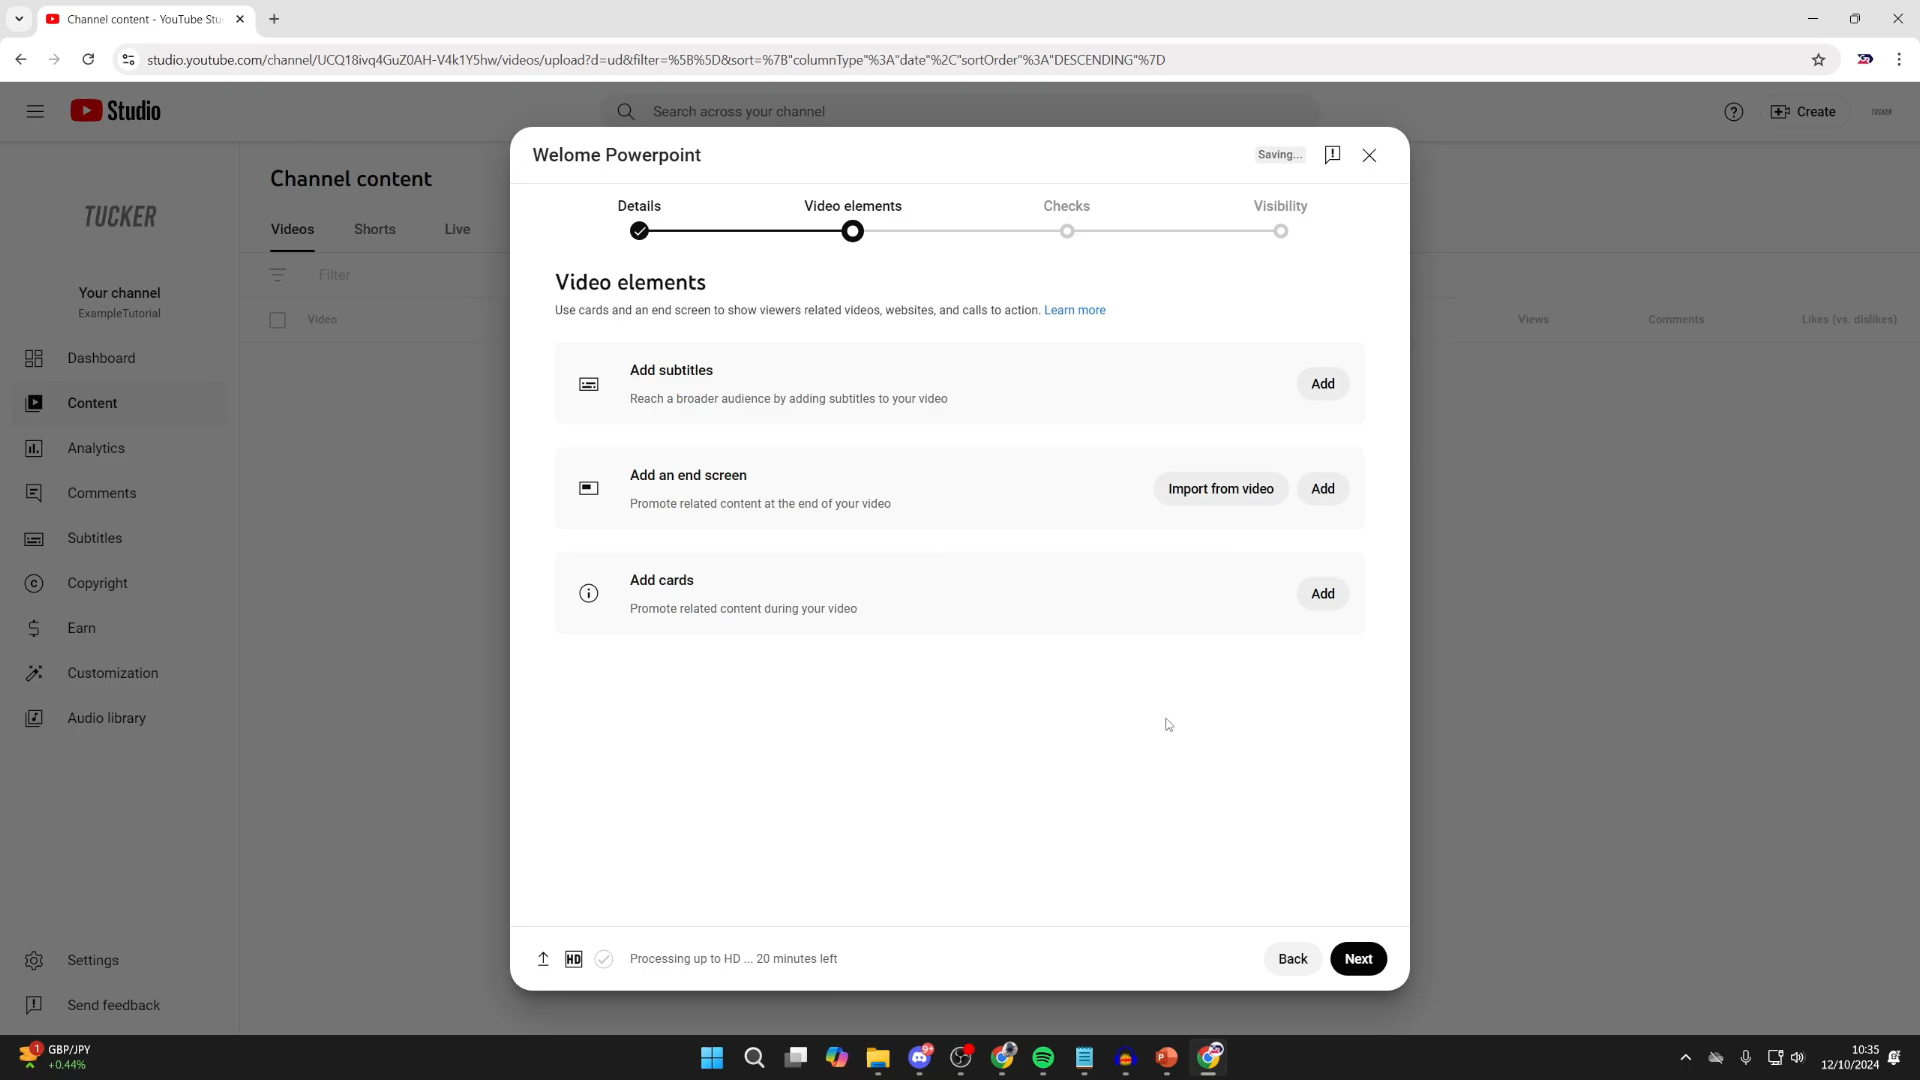 Channel content - YouTube Stu
studio.youtube.com/channel/UCQ18ivq4GuZ0AH-V4k1Y5hw/videos/upload?d=ud&filter=%5B%5D&sort=%7B"columnType"%3A"date"%2C"sortOrder"%3A"DESCENDING"%7D
Studio
Search across your channel
Create
TUCKER
TUCKER
Your channel
ExampleTutorial
Dashboard
Content
Analytics
Comments
Subtitles
Copyright
Earn
Customization
Audio library
Settings
Send feedback
Channel content
Videos Shorts Live
Filter
Video
Views Comments Likes (vs. dislikes)
Welome Powerpoint
Saving...
Details Video elements Checks Visibility
Video elements
Use cards and an end screen to show viewers related videos, websites, and calls to action. Learn more
Add subtitles
Reach a broader audience by adding subtitles to your video
Add
Add an end screen
Promote related content at the end of your video
Import from video Add
Add cards
Promote related content during your video
Add
HD Processing up to HD ... 20 minutes left
Back Next
1 GBP/JPY
+0.44%
9+
10:35
12/10/2024